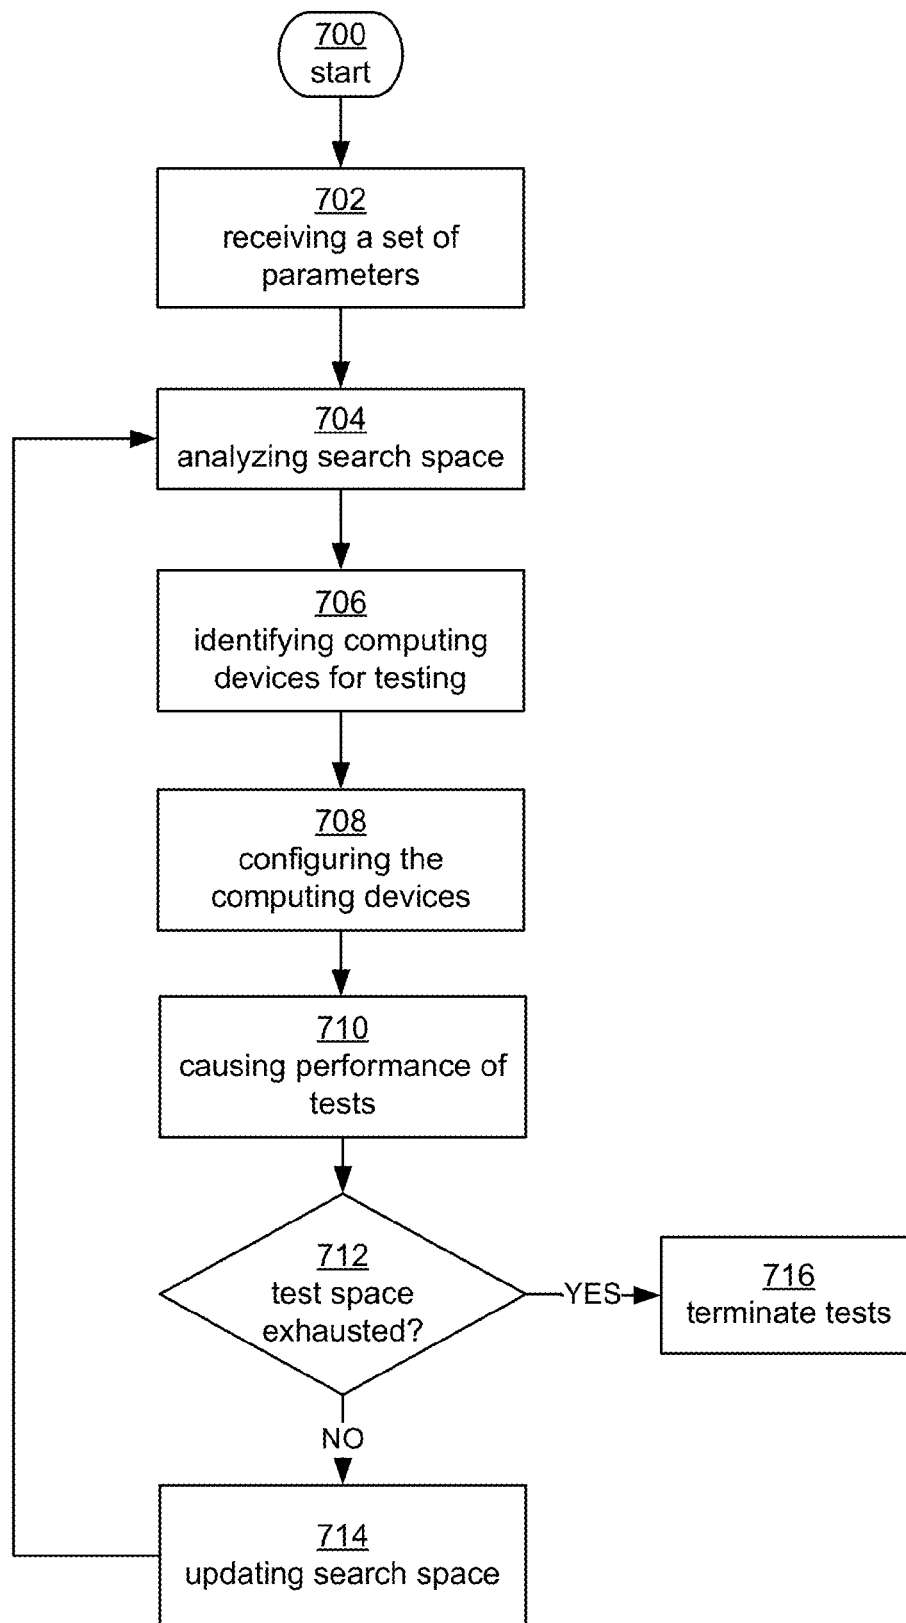 700
start
702
receiving a set of
parameters
704
analyzing search space
706
identifying computing
devices for testing
708
configuring the
computing devices
710
causing performance of
tests
712
test space
exhausted?
YES
716
terminate tests
NO
714
updating search space